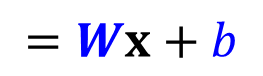 = Wx + b